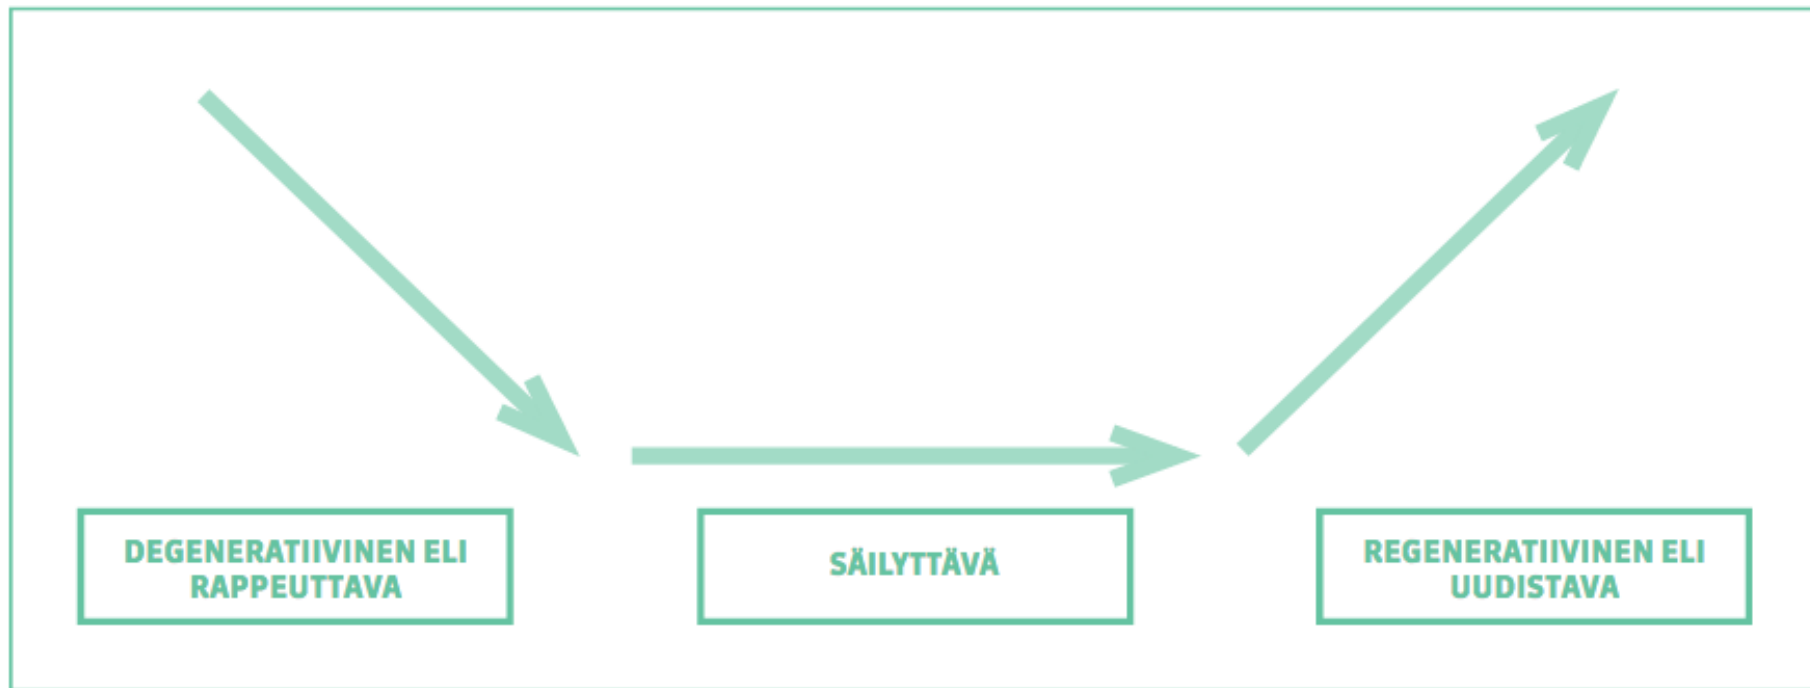 DEGENERATIIVINEN ELI
RAPPEUTTAVA
SÄILYTTÄVÄ
REGENERATIIVINEN ELI
UUDISTAVA